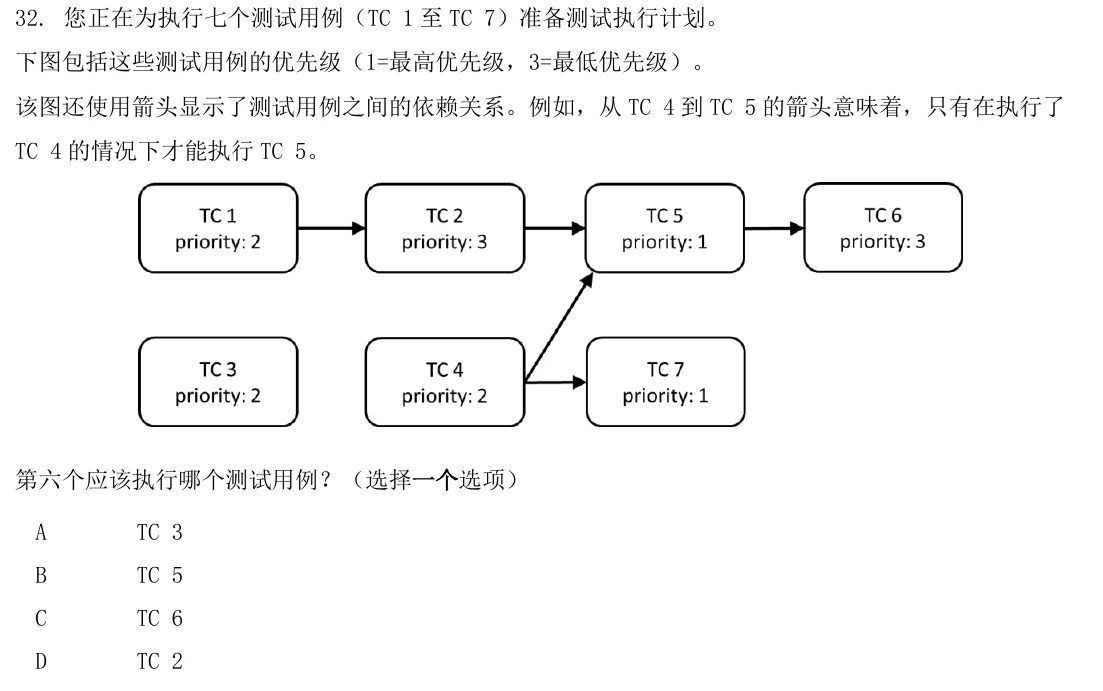 32. 您正在为执行七个测试用例（TC 1 至 TC 7）准备测试执行计划。
下图包括这些测试用例的优先级（1=最高优先级，3=最低优先级）。
该图还使用箭头显示了测试用例之间的依赖关系。例如，从 TC 4 到 TC 5 的箭头意味着，只有在执行了
TC 4 的情况下才能执行 TC 5。
TC 1
priority: 2
TC 2
priority: 3
TC 5
priority: 1
TC 6
priority: 3
TC 3
priority: 2
TC 4
priority: 2
TC 7
priority: 1
第六个应该执行哪个测试用例？（选择一个选项）
A TC 3
B TC 5
C TC 6
D TC 2